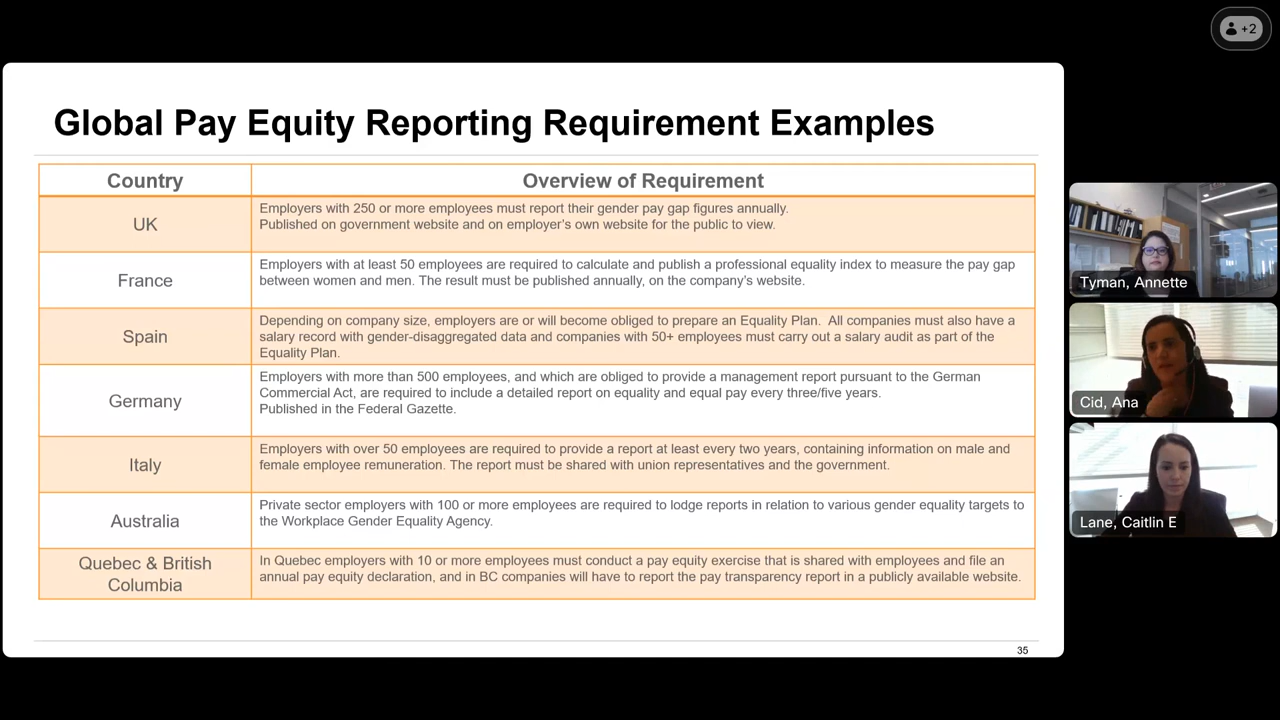 +2
Global Pay Equity Reporting Requirement Examples
Country
Overview of Requirement
UK
Employers with 250 or more employees must report their gender pay gap figures annually.
Published on government website and on employer's own website for the public to view.
France
Employers with at least 50 employees are required to calculate and publish a professional equality index to measure the pay gap
between women and men. The result must be published annually, on the company's website.
Spain
Depending on company size, employers are or will become obliged to prepare an Equality Plan. All companies must also have a
salary record with gender-disaggregated data and companies with 50+ employees must carry out a salary audit as part of the
Equality Plan.
Germany
Employers with more than 500 employees, and which are obliged to provide a management report pursuant to the German
Commercial Act, are required to include a detailed report on equality and equal pay every three/five years.
Published in the Federal Gazette.
Italy
Employers with over 50 employees are required to provide a report at least every two years, containing information on male and
female employee remuneration. The report must be shared with union representatives and the government.
Australia
Private sector employers with 100 or more employees are required to lodge reports in relation to various gender equality targets to
the Workplace Gender Equality Agency.
Quebec & British
Columbia
In Quebec employers with 10 or more employees must conduct a pay equity exercise that is shared with employees and file an
annual pay equity declaration, and in BC companies will have to report the pay transparency report in a publicly available website.
35
Tyman, Annette
Cid, Ana
Lane, Caitlin E